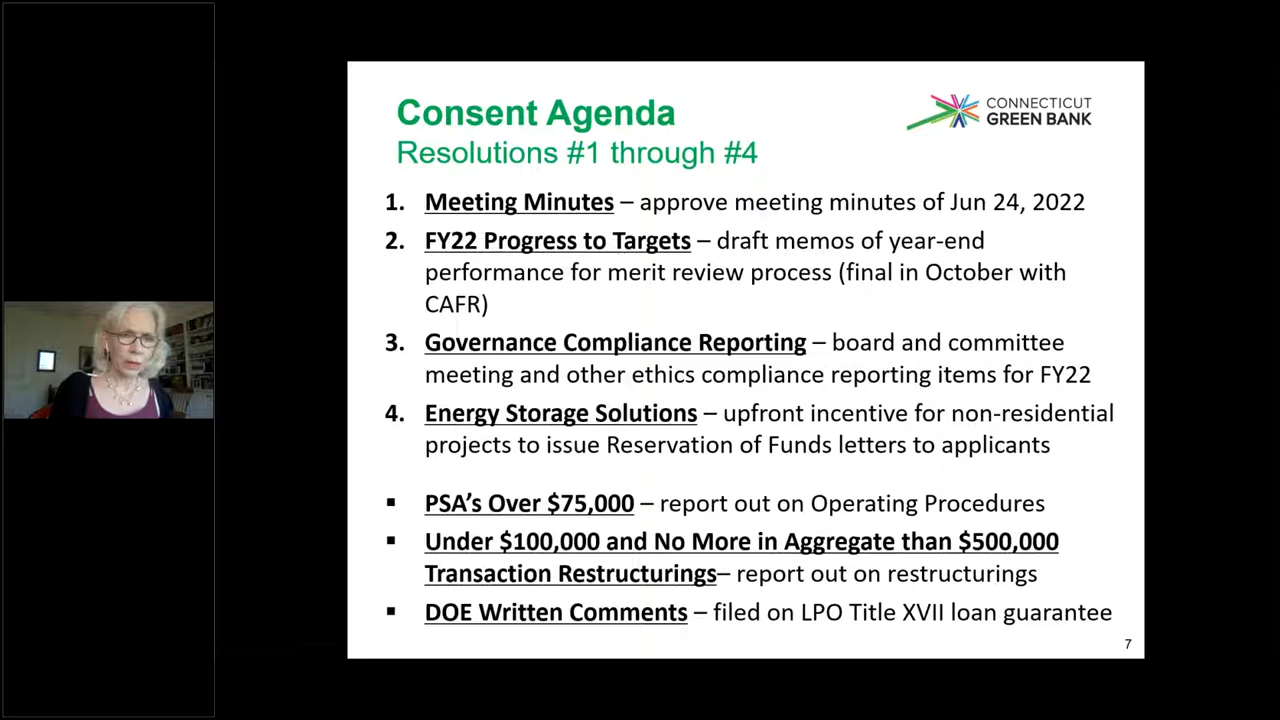 Consent Agenda
Resolutions #1 through #4
CONNECTICUT
GREEN BANK
1. Meeting Minutes – approve meeting minutes of Jun 24, 2022
2. FY22 Progress to Targets – draft memos of year-end
performance for merit review process (final in October with
CAFR)
3. Governance Compliance Reporting – board and committee
meeting and other ethics compliance reporting items for FY22
4. Energy Storage Solutions – upfront incentive for non-residential
projects to issue Reservation of Funds letters to applicants
▪ PSA's Over $75,000 – report out on Operating Procedures
▪ Under $100,000 and No More in Aggregate than $500,000
Transaction Restructurings– report out on restructurings
▪ DOE Written Comments – filed on LPO Title XVII loan guarantee
7